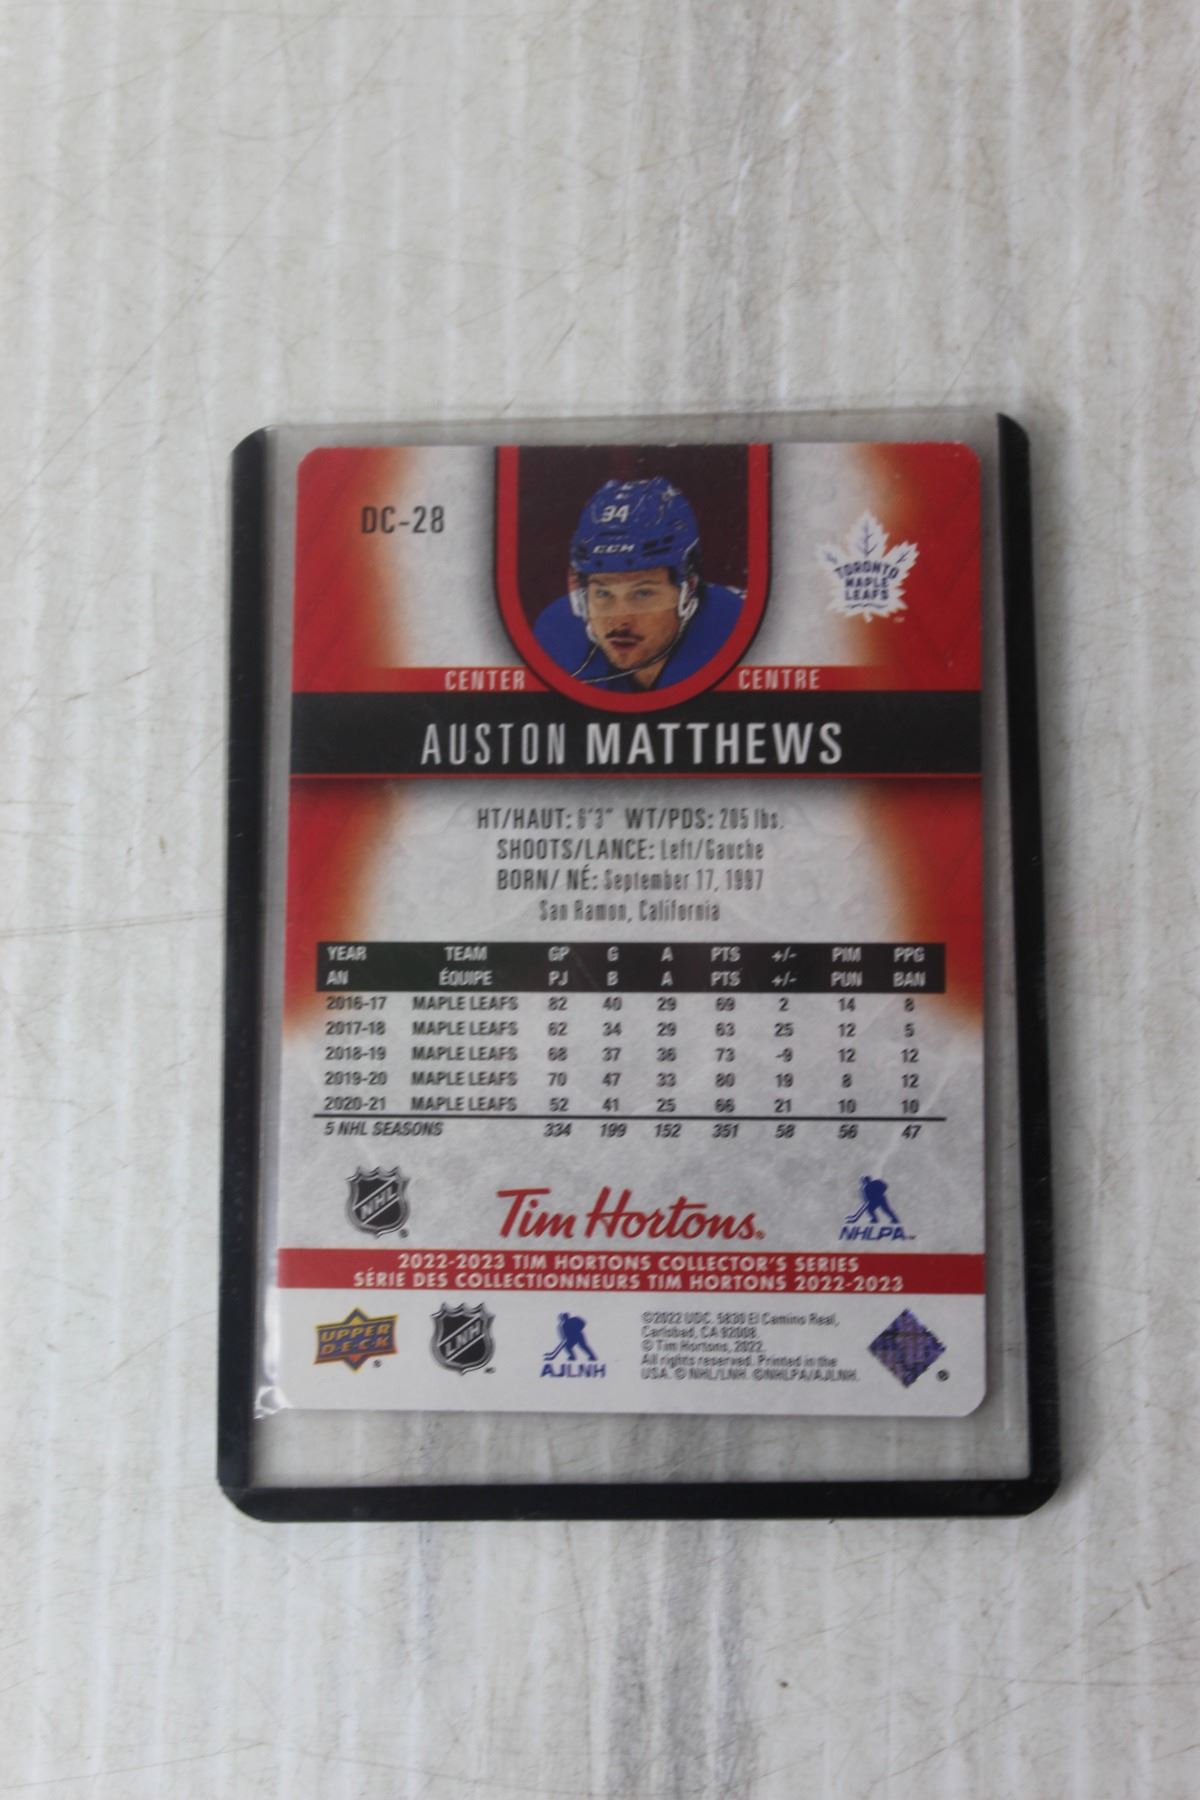 DC-28
34
CCM
TORONTO
MAPLE
LEAFS
CENTER CENTRE
AUSTON MATTHEWS
HT/HAUT: 6'3" WT/PDS: 205 lbs.
SHOOTS/LANCE: Left/Gauche
BORN/ NÉ: September 17, 1997
San Ramon, California
YEAR TEAM GP G A PTS +/- PIM PPG
AN ÉQUIPE PJ B A PTS +/- PUN BAN
2016-17 MAPLE LEAFS 82 40 29 69 2 14 8
2017-18 MAPLE LEAFS 62 34 29 63 25 12 5
2018-19 MAPLE LEAFS 68 37 36 73 -9 12 12
2019-20 MAPLE LEAFS 70 47 33 80 19 8 12
2020-21 MAPLE LEAFS 52 41 25 66 21 10 10
5 NHL SEASONS 334 199 152 351 58 56 47
NHL ® Tim Hortons® NHLPA™
2022-2023 TIM HORTONS COLLECTOR'S SERIES
SÉRIE DES COLLECTIONNEURS TIM HORTONS 2022-2023
UPPER
D·E·C·K ®
LNH
AJLNH
©2022 UDC. 5830 El Camino Real,
Carlsbad, CA 92008.
© Tim Hortons, 2022.
All rights reserved. Printed in the
USA. © NHL/LNH. ©NHLPA/AJLNH.
®